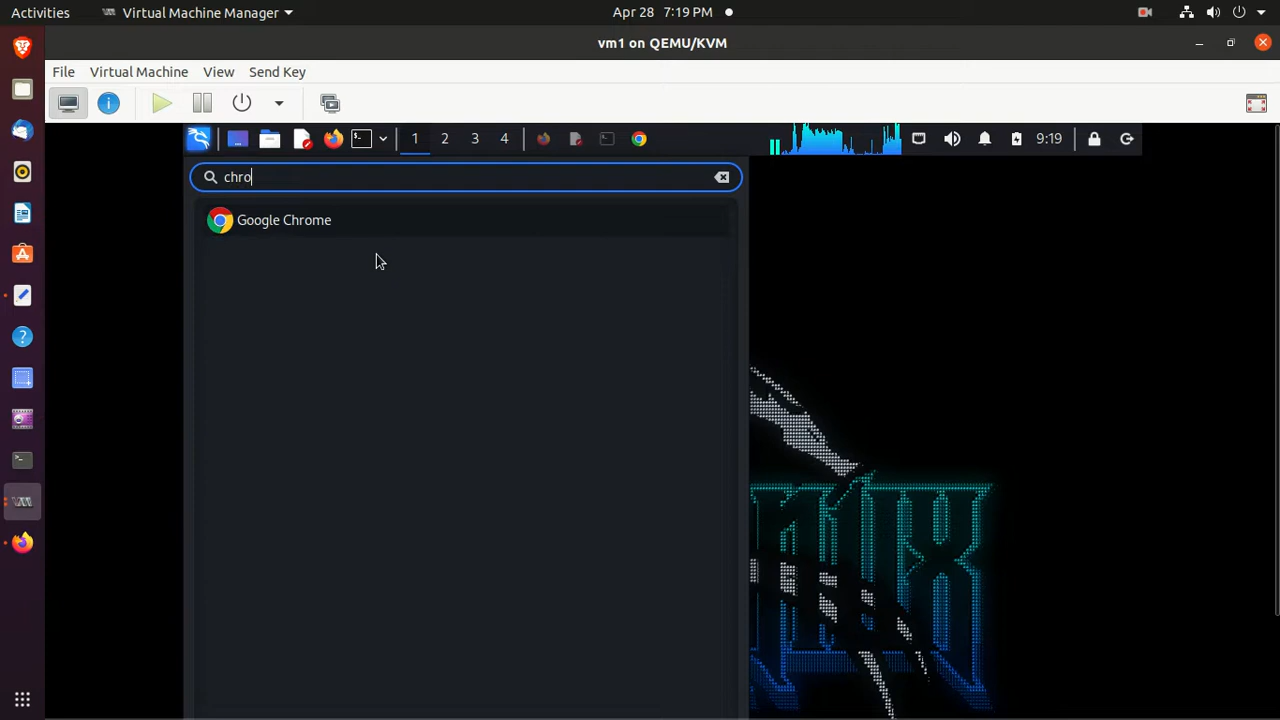 Activities Virtual Machine Manager Apr 28 7:19 PM
vm1 on QEMU/KVM
File Virtual Machine View Send Key
1 2 3 4 9:19
chro
Google Chrome